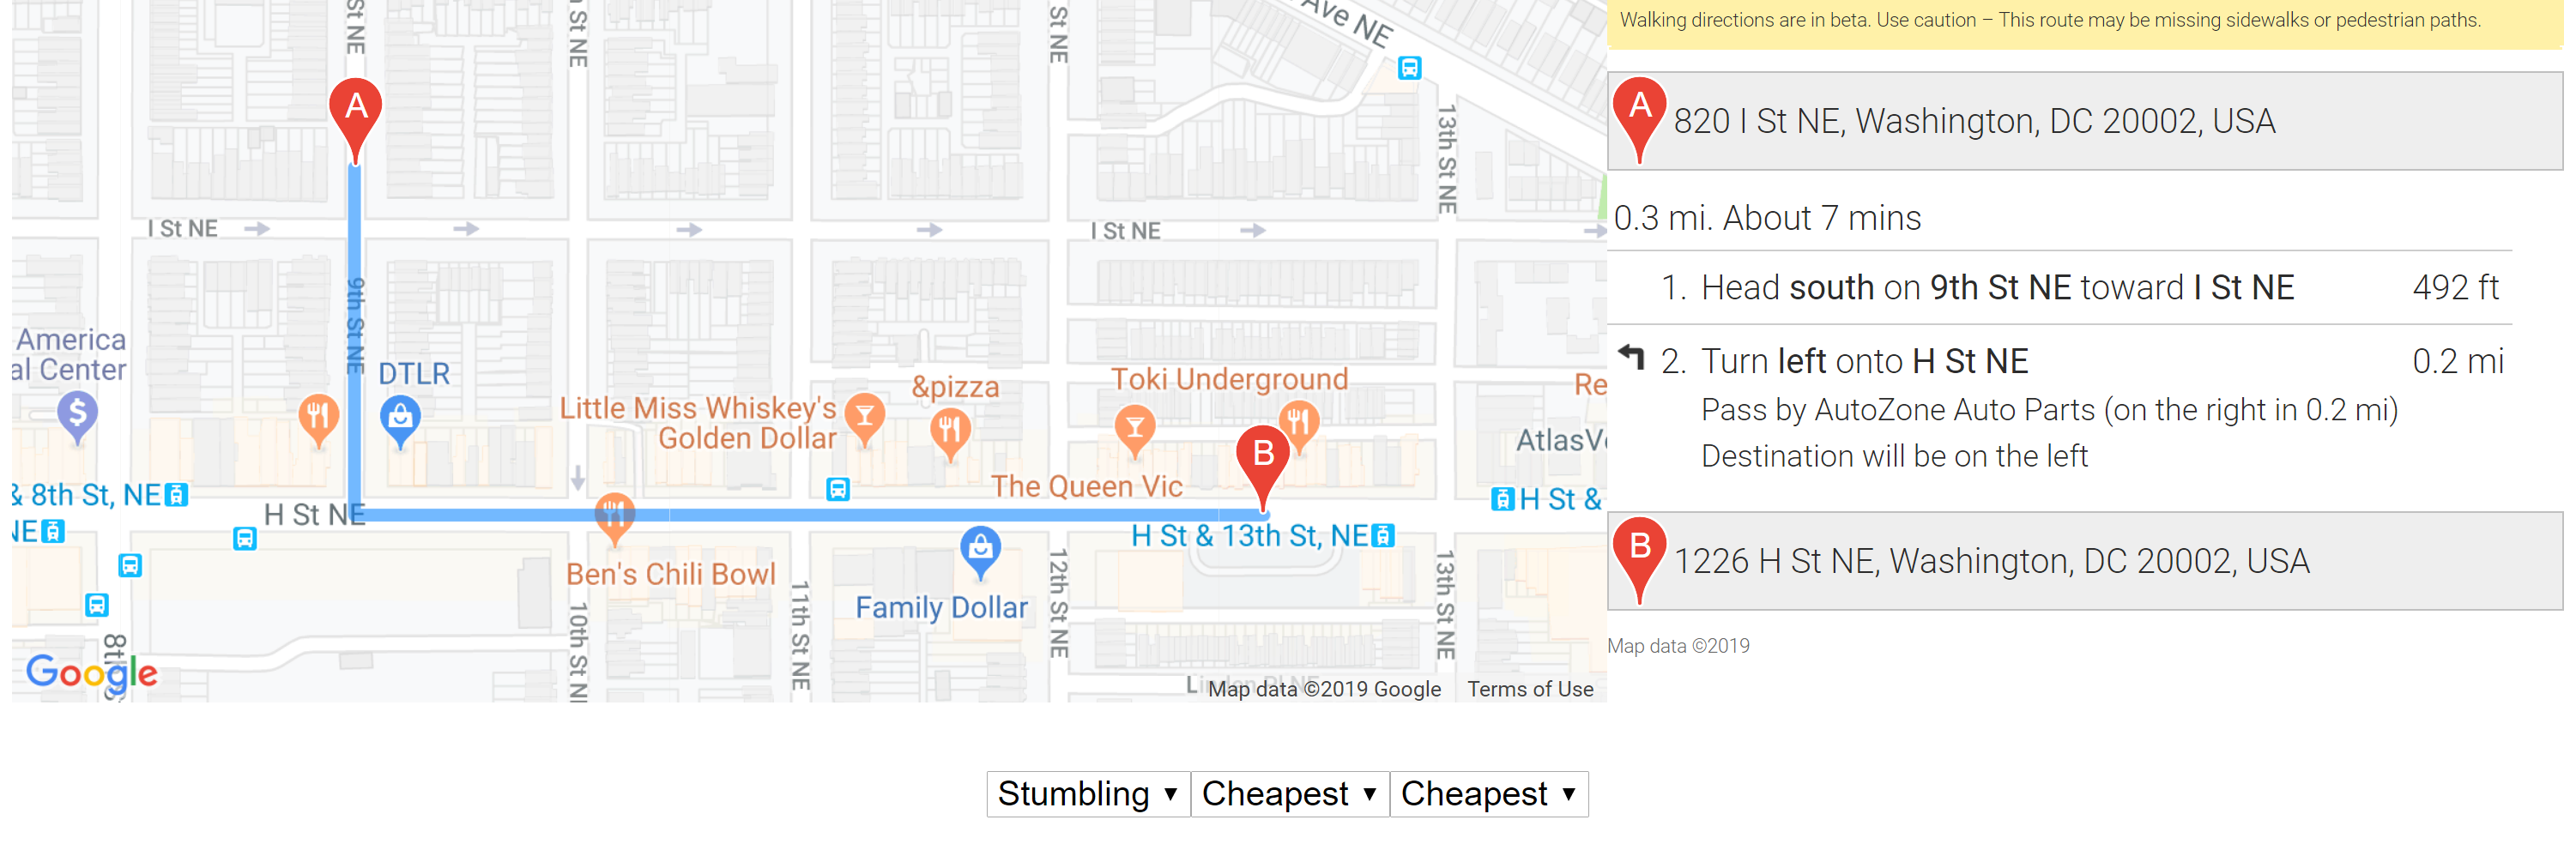 St NE
h St NE
St NE
Ave NE
13th St NE
A
I St NE
I St NE
9th St NE
America
al Center
DTLR
Little Miss Whiskey's
Golden Dollar
&pizza
Toki Underground
Re
AtlasV
B
& 8th St, NE
NE
H St NE
The Queen Vic
H St & 13th St, NE
H St &
Ben's Chili Bowl
Family Dollar
10th St N
11th St NE
12th St NE
13th St NE
Google
Map data ©2019 Google
Terms of Use
Walking directions are in beta. Use caution – This route may be missing sidewalks or pedestrian paths.
A 820 I St NE, Washington, DC 20002, USA
0.3 mi. About 7 mins
1. Head south on 9th St NE toward I St NE 492 ft
2. Turn left onto H St NE 0.2 mi
Pass by AutoZone Auto Parts (on the right in 0.2 mi)
Destination will be on the left
B 1226 H St NE, Washington, DC 20002, USA
Map data ©2019
Stumbling ▼ Cheapest ▼ Cheapest ▼